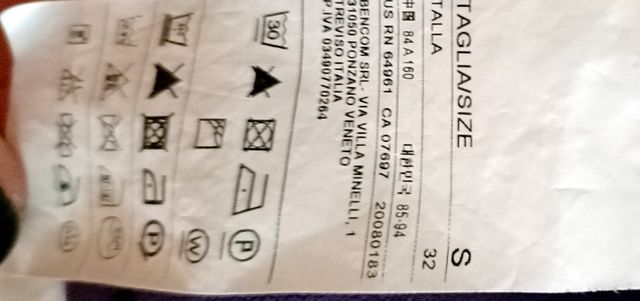 TAGLIA/SIZE S
TALLA 32
中国 84 A 160 대한민국 85-94
US RN 64961 CA 07697 20080183
BENCOM SRL- VIA VILLA MINELLI, 1
31050 PONZANO VENETO
TREVISO ITALIA
P.IVA 03490770264
30
P
W
P